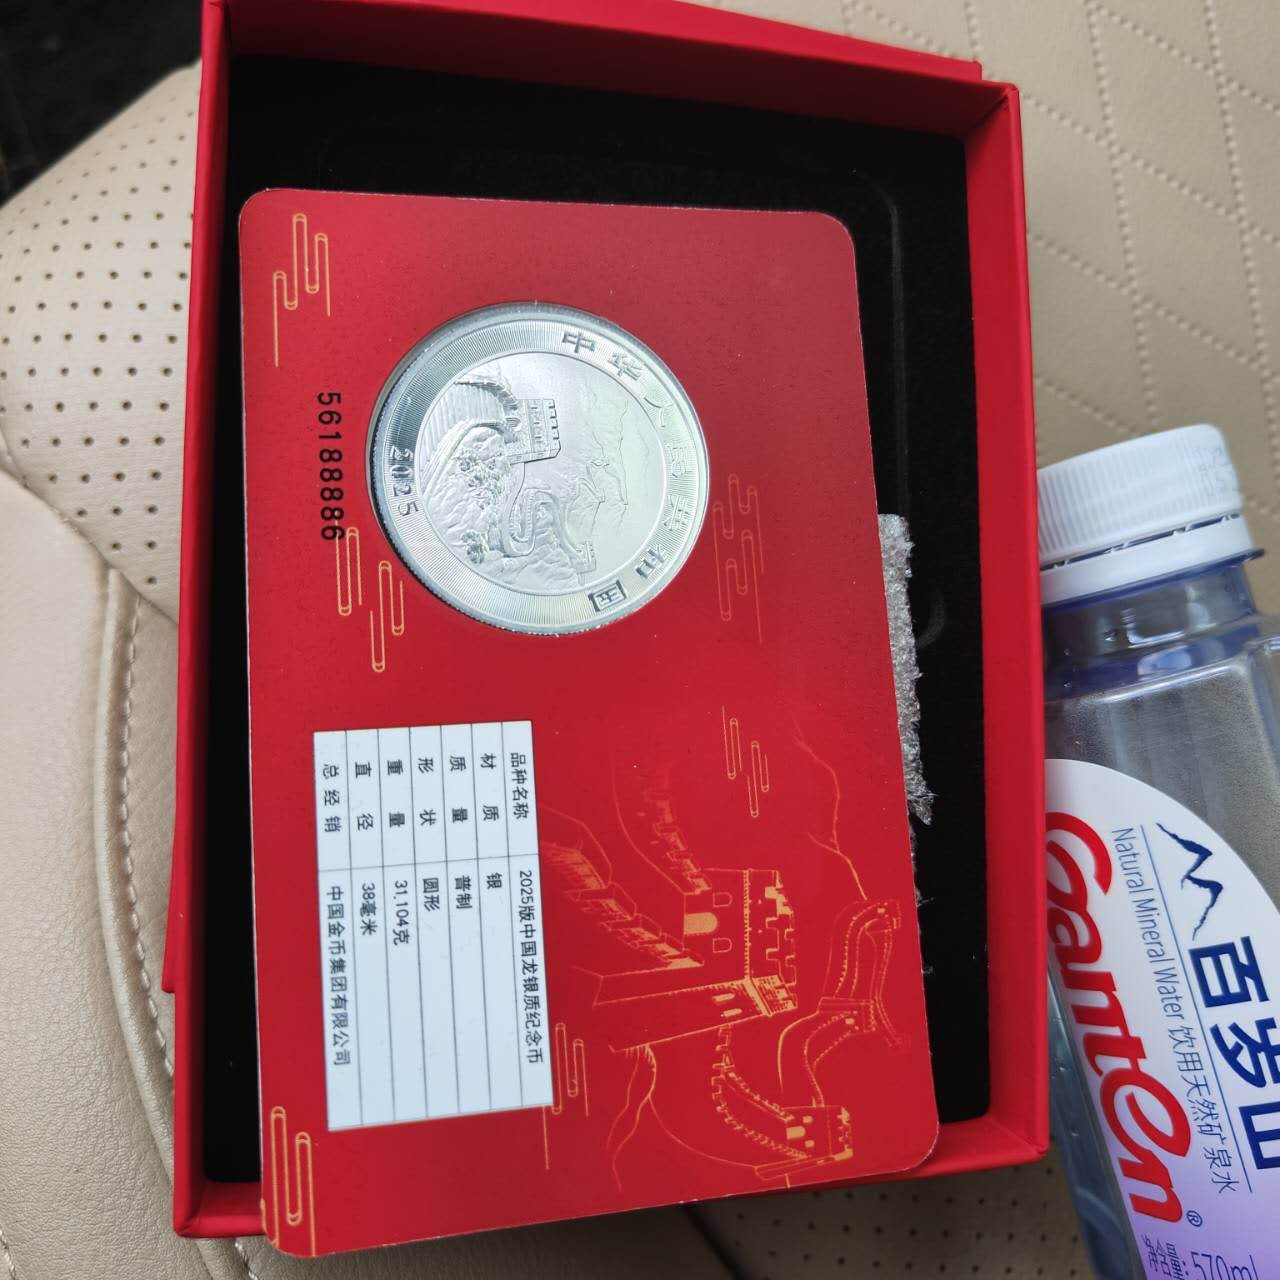 中华人民共和国
2025
56188886
品种名称 2025版中国龙银质纪念币
材质 银
质量 普制
形状 圆形
重量 31.104克
直径 38毫米
总经销 中国金币集团有限公司
百岁山
Natural Mineral Water 饮用天然矿泉水
Ganten®
570ml